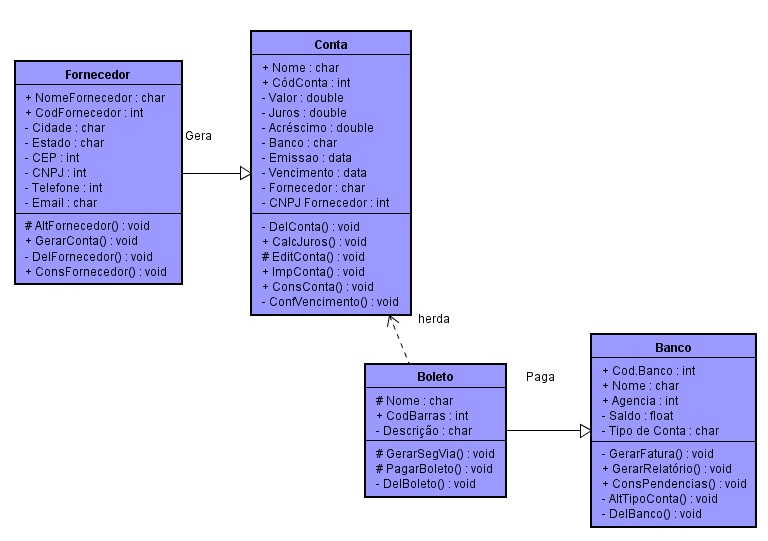 Fornecedor
+ NomeFornecedor : char
+ CodFornecedor : int
- Cidade : char
- Estado : char
- CEP : int
- CNPJ : int
- Telefone : int
- Email : char
# AltFornecedor() : void
+ GerarConta() : void
- DelFornecedor() : void
+ ConsFornecedor() : void
Gera
Conta
+ Nome : char
+ CódConta : int
- Valor : double
- Juros : double
- Acréscimo : double
- Banco : char
- Emissao : data
- Vencimento : data
- Fornecedor : char
- CNPJ Fornecedor : int
- DelConta() : void
+ CalcJuros() : void
# EditConta() : void
+ ImpConta() : void
+ ConsConta() : void
- ConfVencimento() : void
herda
Boleto
# Nome : char
+ CodBarras : int
- Descrição : char
# GerarSegVia() : void
# PagarBoleto() : void
- DelBoleto() : void
Paga
Banco
+ Cod.Banco : int
+ Nome : char
+ Agencia : int
- Saldo : float
- Tipo de Conta : char
- GerarFatura() : void
+ GerarRelatório() : void
+ ConsPendencias() : void
- AltTipoConta() : void
- DelBanco() : void